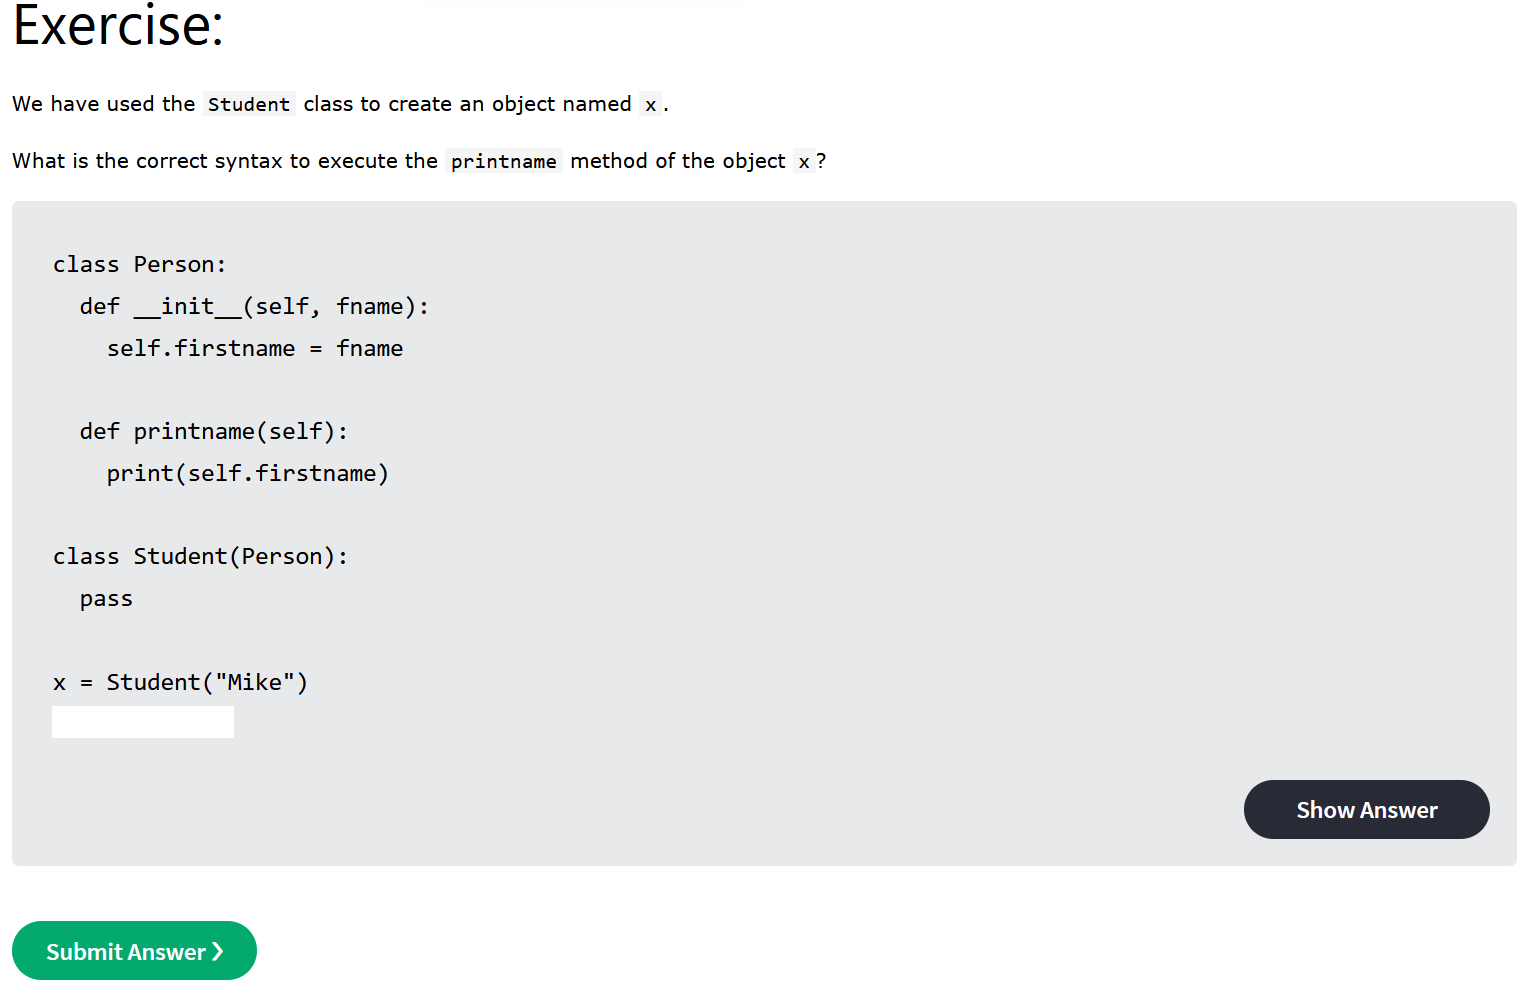 Exercise:
We have used the Student class to create an object named x.
What is the correct syntax to execute the printname method of the object x?
class Person:
  def __init__(self, fname):
    self.firstname = fname
  def printname(self):
    print(self.firstname)
class Student(Person):
  pass
x = Student("Mike")
Show Answer
Submit Answer ❯